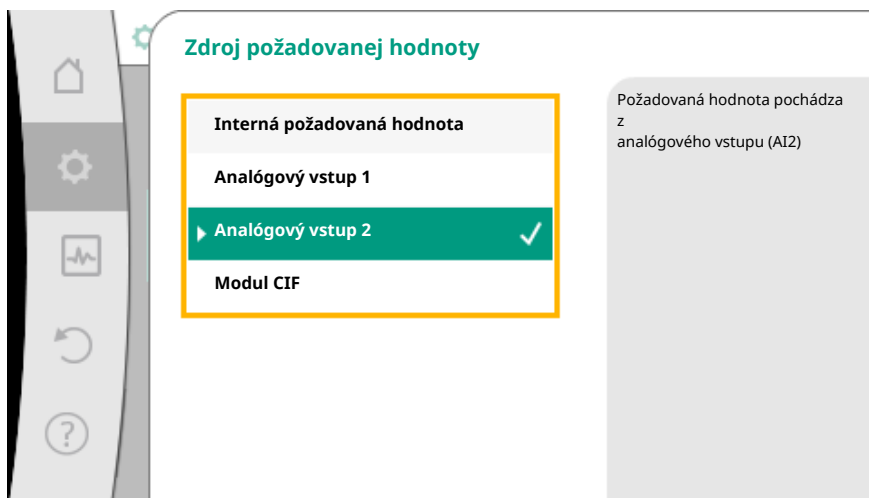 Zdroj požadovanej hodnoty
Interná požadovaná hodnota
Analógový vstup 1
Analógový vstup 2
Modul CIF
Požadovaná hodnota pochádza
z
analógového vstupu (AI2)